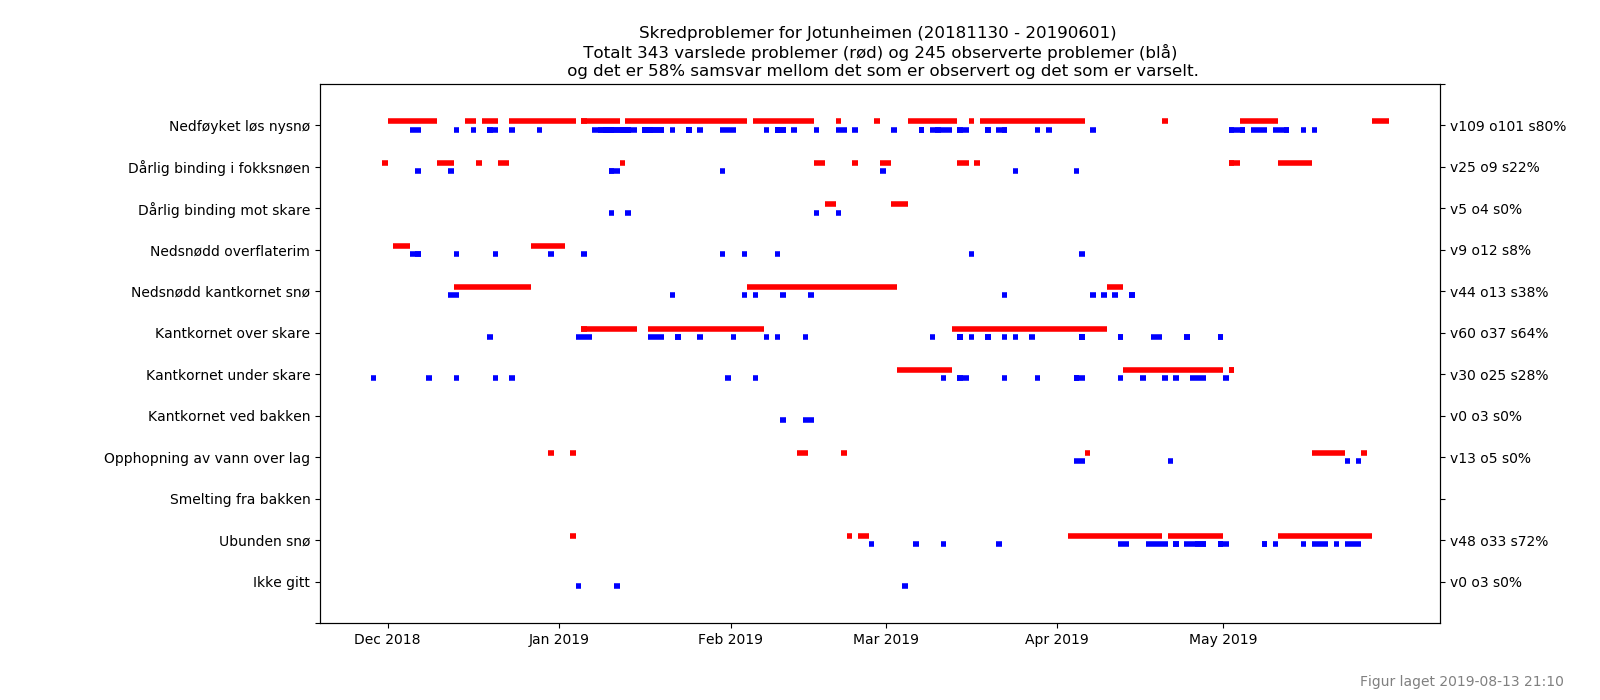 Skredproblemer for Jotunheimen (20181130 - 20190601)
Totalt 343 varslede problemer (rød) og 245 observerte problemer (blå)
og det er 58% samsvar mellom det som er observert og det som er varselt.
Nedføyket løs nysnø
v109 o101 s80%
Dårlig binding i fokksnøen
v25 o9 s22%
Dårlig binding mot skare
v5 o4 s0%
Nedsnødd overflaterim
v9 o12 s8%
Nedsnødd kantkornet snø
v44 o13 s38%
Kantkornet over skare
v60 o37 s64%
Kantkornet under skare
v30 o25 s28%
Kantkornet ved bakken
v0 o3 s0%
Opphopning av vann over lag
v13 o5 s0%
Smelting fra bakken
Ubunden snø
v48 o33 s72%
Ikke gitt
v0 o3 s0%
Dec 2018 Jan 2019 Feb 2019 Mar 2019 Apr 2019 May 2019
Figur laget 2019-08-13 21:10